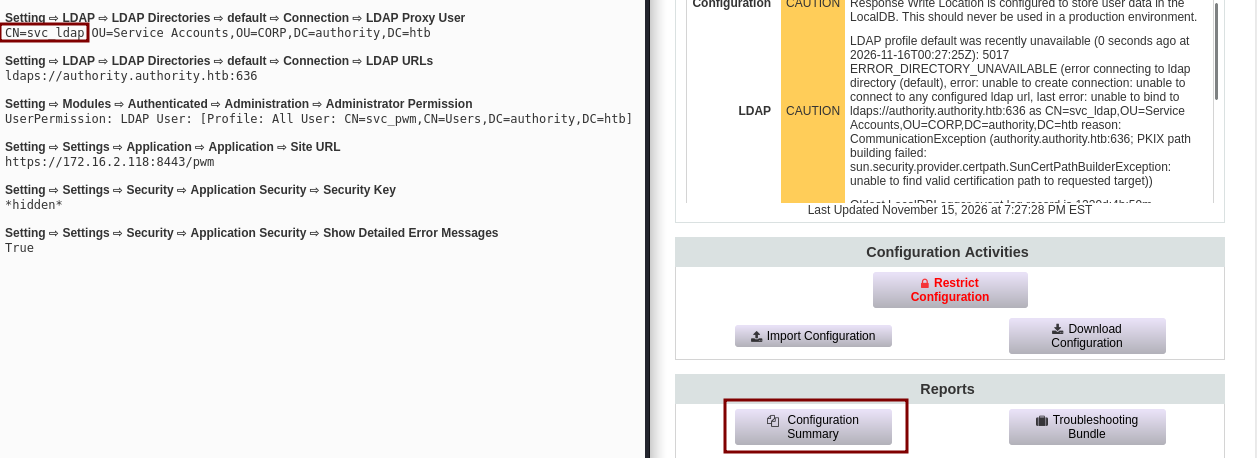 Setting ⇨ LDAP ⇨ LDAP Directories ⇨ default ⇨ Connection ⇨ LDAP Proxy User
CN=svc_ldap,OU=Service Accounts,OU=CORP,DC=authority,DC=htb
Setting ⇨ LDAP ⇨ LDAP Directories ⇨ default ⇨ Connection ⇨ LDAP URLs
ldaps://authority.authority.htb:636
Setting ⇨ Modules ⇨ Authenticated ⇨ Administration ⇨ Administrator Permission
UserPermission: LDAP User: [Profile: All User: CN=svc_pwm,CN=Users,DC=authority,DC=htb]
Setting ⇨ Settings ⇨ Application ⇨ Application ⇨ Site URL
https://172.16.2.118:8443/pwm
Setting ⇨ Settings ⇨ Security ⇨ Application Security ⇨ Security Key
*hidden*
Setting ⇨ Settings ⇨ Security ⇨ Application Security ⇨ Show Detailed Error Messages
True
Configuration
CAUTION
Response Write Location is configured to store user data in the
LocalDB. This should never be used in a production environment.
LDAP
CAUTION
LDAP profile default was recently unavailable (0 seconds ago at
2026-11-16T00:27:25Z): 5017
ERROR_DIRECTORY_UNAVAILABLE (error connecting to ldap
directory (default), error: unable to create connection: unable to
connect to any configured ldap url, last error: unable to bind to
ldaps://authority.authority.htb:636 as CN=svc_ldap,OU=Service
Accounts,OU=CORP,DC=authority,DC=htb reason:
CommunicationException (authority.authority.htb:636; PKIX path
building failed:
sun.security.provider.certpath.SunCertPathBuilderException:
unable to find valid certification path to requested target))
Last Updated November 15, 2026 at 7:27:28 PM EST
Configuration Activities
Restrict
Configuration
Import Configuration
Download
Configuration
Reports
Configuration
Summary
Troubleshooting
Bundle